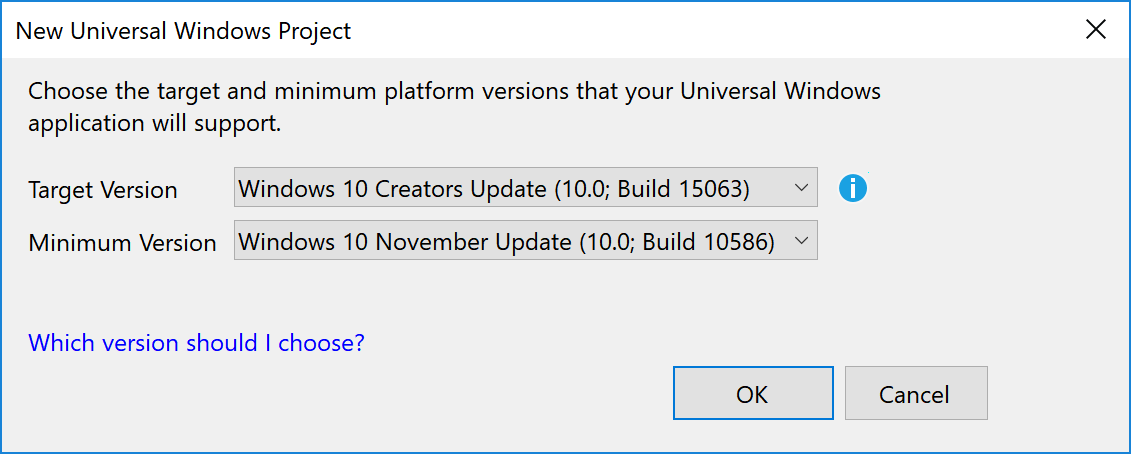 New Universal Windows Project
Choose the target and minimum platform versions that your Universal Windows
application will support.
Target Version
Windows 10 Creators Update (10.0; Build 15063)
Minimum Version
Windows 10 November Update (10.0; Build 10586)
Which version should I choose?
OK
Cancel